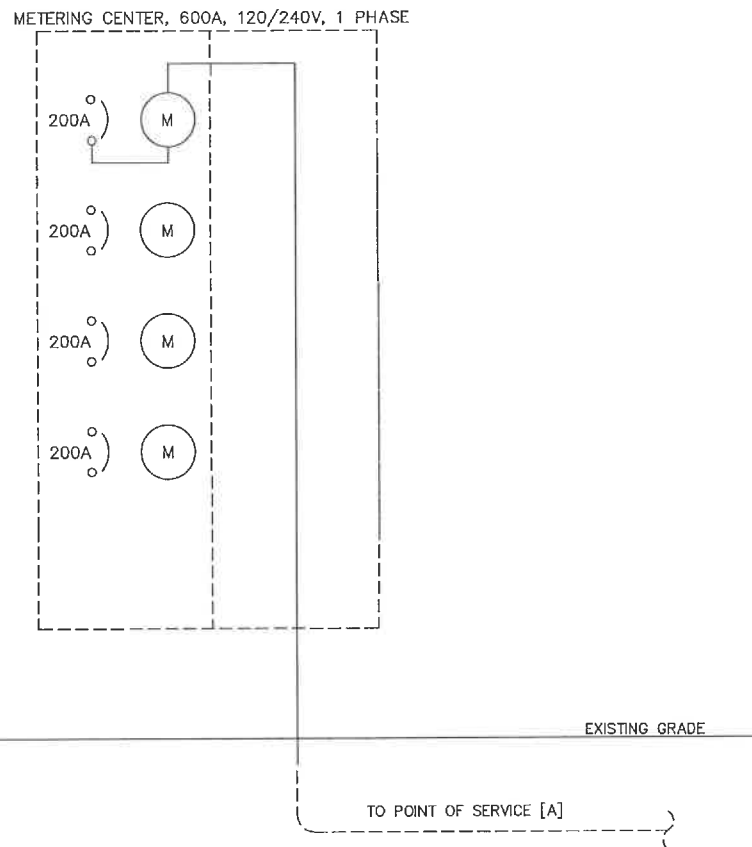 METERING CENTER, 600A, 120/240V, 1 PHASE
200A M
200A M
200A M
200A M
EXISTING GRADE
TO POINT OF SERVICE [A]